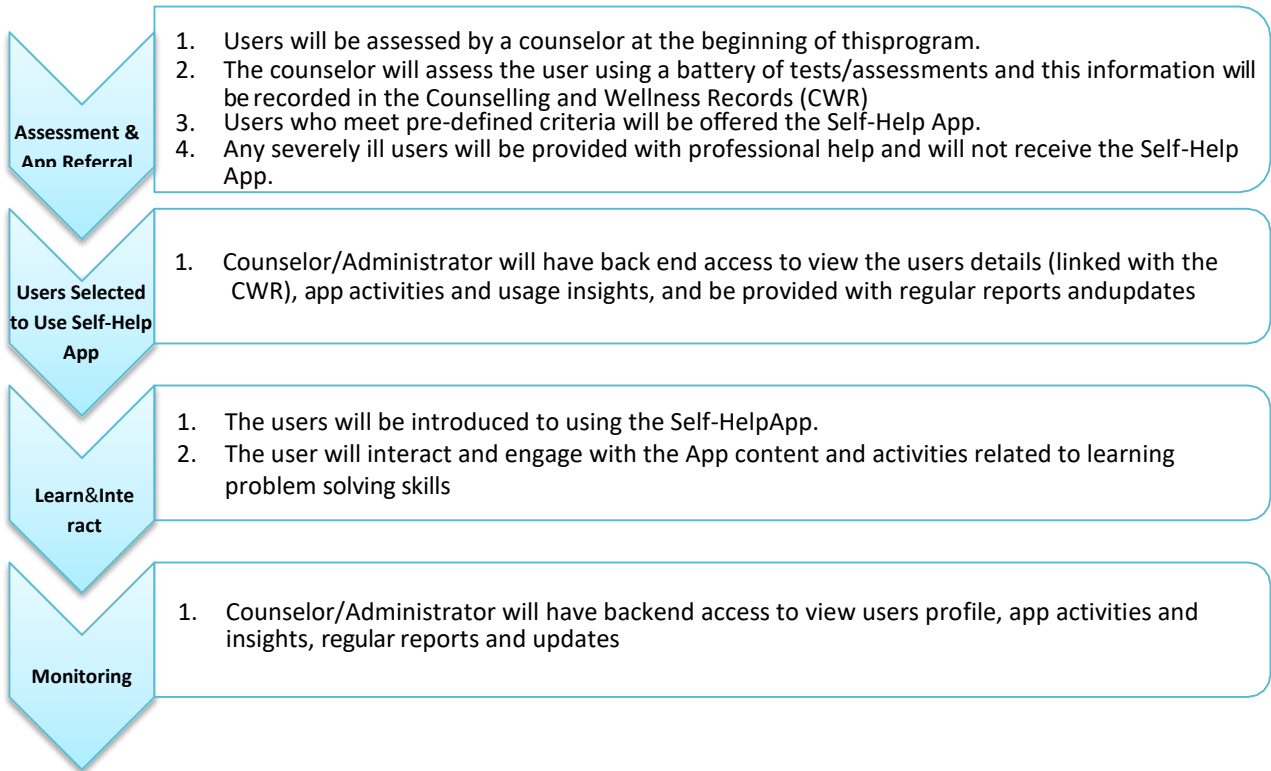 Assessment &
App Referral
1. Users will be assessed by a counselor at the beginning of thisprogram.
2. The counselor will assess the user using a battery of tests/assessments and this information will
be recorded in the Counselling and Wellness Records (CWR)
3. Users who meet pre-defined criteria will be offered the Self-Help App.
4. Any severely ill users will be provided with professional help and will not receive the Self-Help
App.
Users Selected
to Use Self-Help
App
1. Counselor/Administrator will have back end access to view the users details (linked with the
CWR), app activities and usage insights, and be provided with regular reports andupdates
Learn&Inte
ract
1. The users will be introduced to using the Self-HelpApp.
2. The user will interact and engage with the App content and activities related to learning
problem solving skills
Monitoring
1. Counselor/Administrator will have backend access to view users profile, app activities and
insights, regular reports and updates